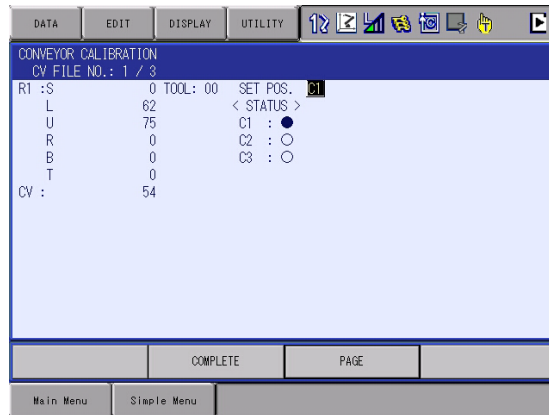 DATA EDIT DISPLAY UTILITY
CONVEYOR CALIBRATION
CV FILE NO.: 1 / 3
R1 :S 0 TOOL: 00 SET POS. C1
L 62 < STATUS >
U 75 C1 : ●
R 0 C2 : ○
B 0 C3 : ○
T 0
CV : 54
COMPLETE PAGE
Main Menu Simple Menu